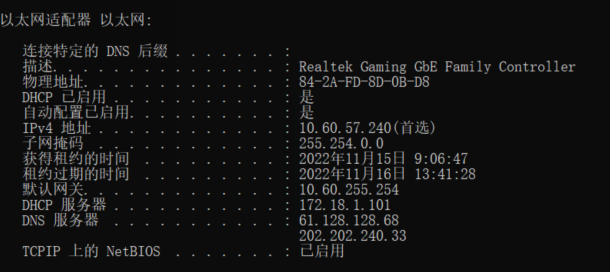 以太网适配器 以太网:
连接特定的 DNS 后缀 . . . . . . . :
描述. . . . . . . . . . . . . . . : Realtek Gaming GbE Family Controller
物理地址. . . . . . . . . . . . . : 84-2A-FD-8D-0B-D8
DHCP 已启用 . . . . . . . . . . . : 是
自动配置已启用. . . . . . . . . . : 是
IPv4 地址 . . . . . . . . . . . . : 10.60.57.240(首选)
子网掩码  . . . . . . . . . . . . : 255.254.0.0
获得租约的时间  . . . . . . . . . : 2022年11月15日 9:06:47
租约过期的时间  . . . . . . . . . : 2022年11月16日 13:41:28
默认网关. . . . . . . . . . . . . : 10.60.255.254
DHCP 服务器 . . . . . . . . . . . : 172.18.1.101
DNS 服务器  . . . . . . . . . . . : 61.128.128.68
202.202.240.33
TCPIP 上的 NetBIOS  . . . . . . . : 已启用